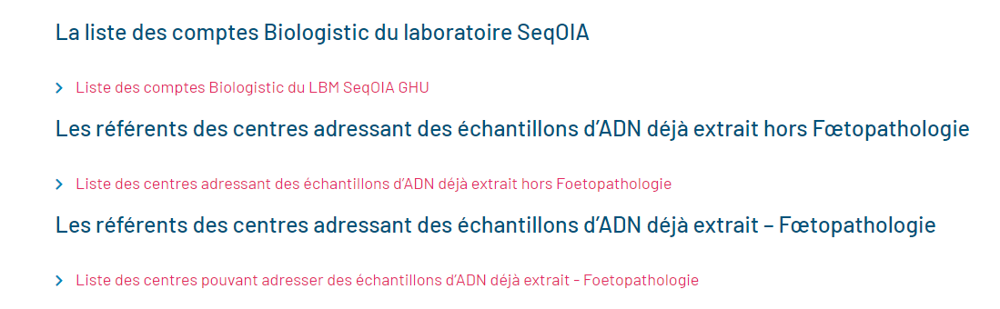 La liste des comptes Biologistic du laboratoire SeqOIA
Liste des comptes Biologistic du LBM SeqOIA GHU
Les référents des centres adressant des échantillons d’ADN déjà extrait hors Fœtopathologie
Liste des centres adressant des échantillons d’ADN déjà extrait hors Foetopathologie
Les référents des centres adressant des échantillons d’ADN déjà extrait – Fœtopathologie
Liste des centres pouvant adresser des échantillons d’ADN déjà extrait - Foetopathologie